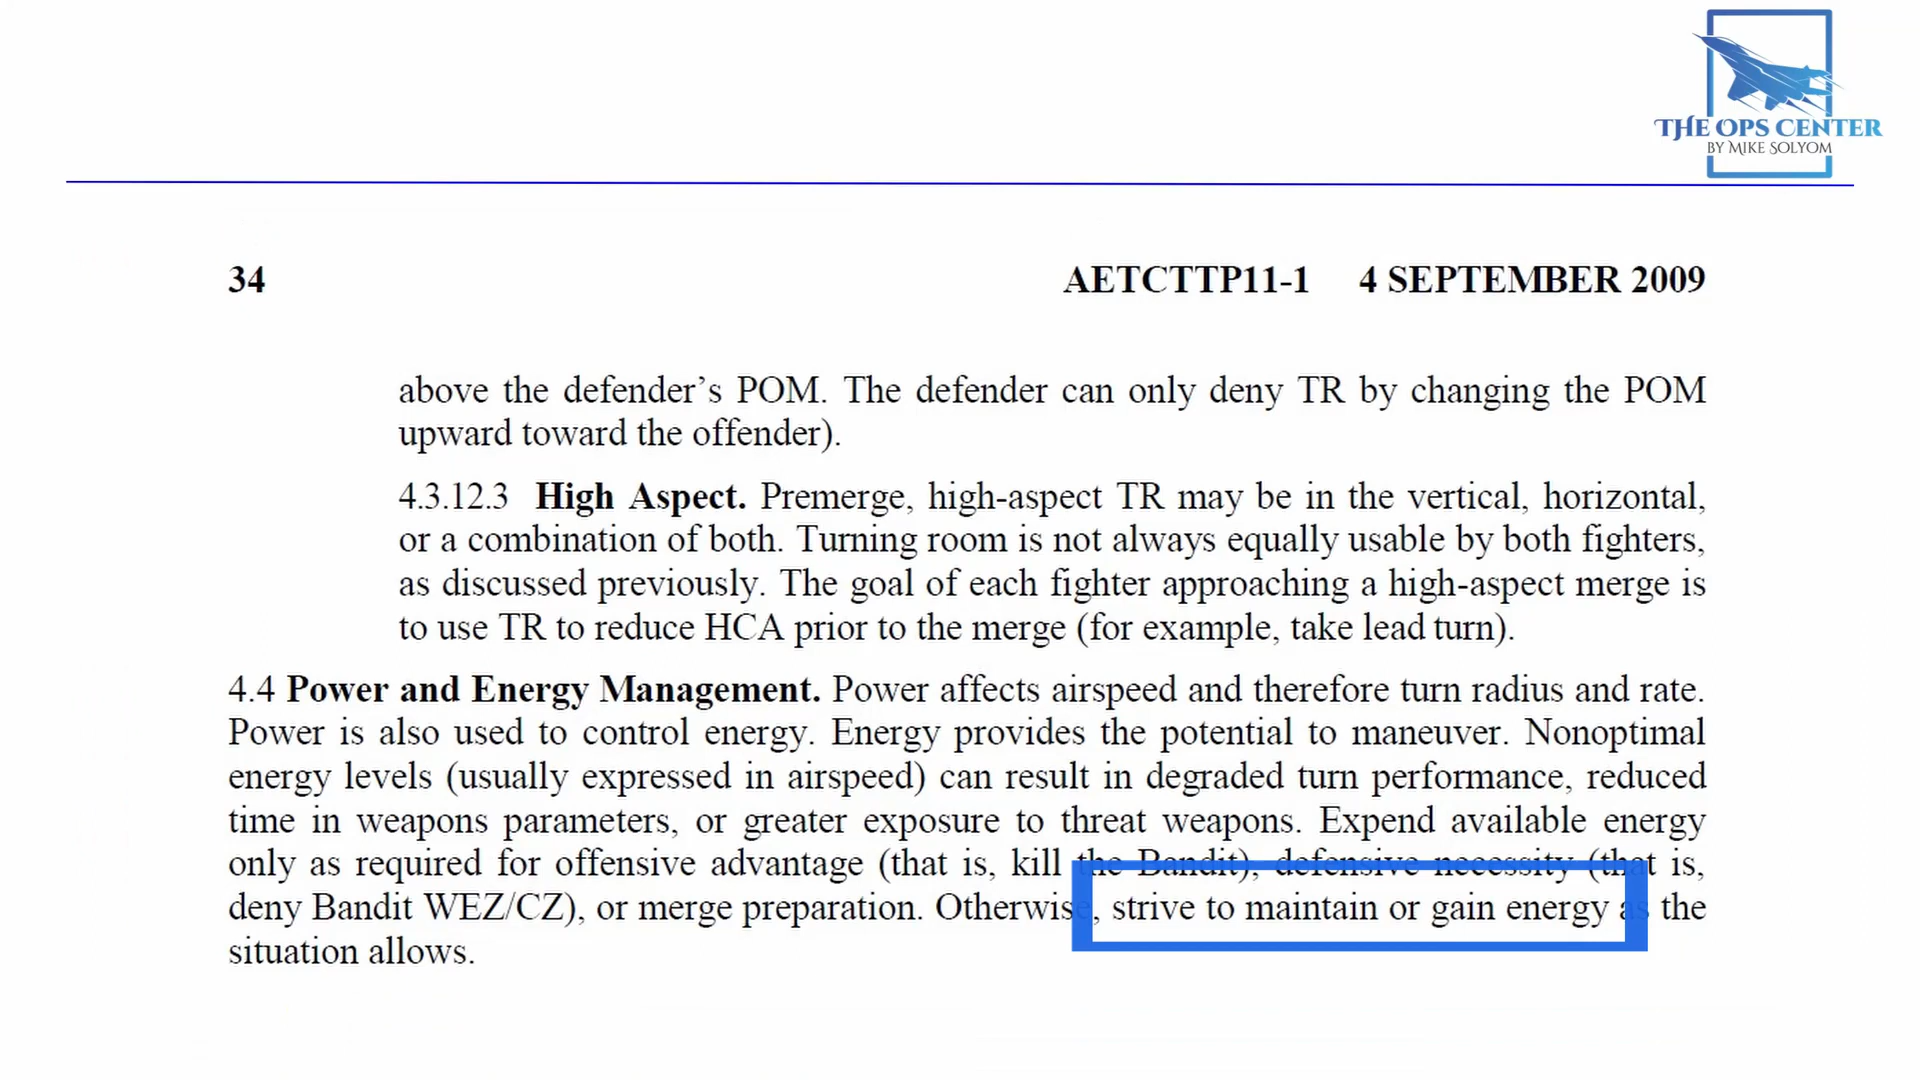 THE OPS CENTER
BY MIKE SOLYOM
34 AETCTTP11-1 4 SEPTEMBER 2009
above the defender’s POM. The defender can only deny TR by changing the POM
upward toward the offender).
4.3.12.3 High Aspect. Premerge, high-aspect TR may be in the vertical, horizontal,
or a combination of both. Turning room is not always equally usable by both fighters,
as discussed previously. The goal of each fighter approaching a high-aspect merge is
to use TR to reduce HCA prior to the merge (for example, take lead turn).
4.4 Power and Energy Management. Power affects airspeed and therefore turn radius and rate.
Power is also used to control energy. Energy provides the potential to maneuver. Nonoptimal
energy levels (usually expressed in airspeed) can result in degraded turn performance, reduced
time in weapons parameters, or greater exposure to threat weapons. Expend available energy
only as required for offensive advantage (that is, kill the Bandit), defensive necessity (that is,
deny Bandit WEZ/CZ), or merge preparation. Otherwise, strive to maintain or gain energy as the
situation allows.